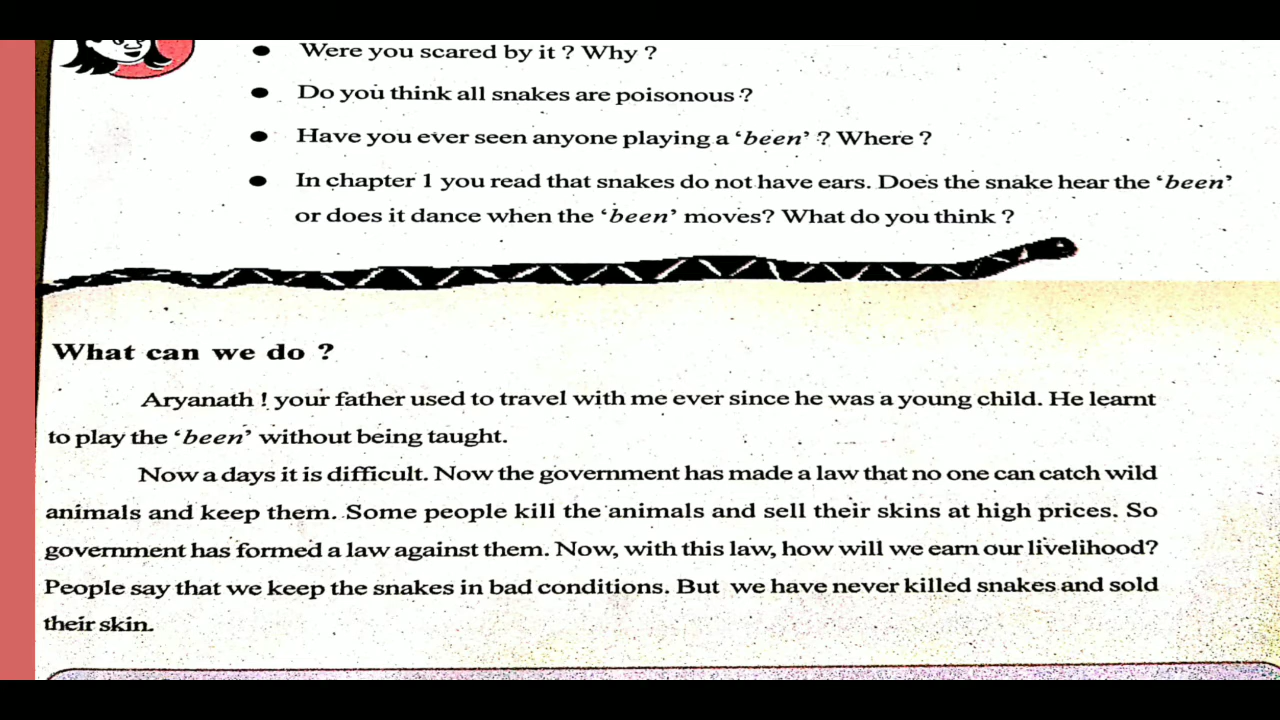 Were you scared by it ? Why ?
Do you think all snakes are poisonous ?
Have you ever seen anyone playing a ‘been’ ? Where ?
In chapter 1 you read that snakes do not have ears. Does the snake hear the ‘been’
or does it dance when the ‘been’ moves? What do you think ?
What can we do ?
Aryanath ! your father used to travel with me ever since he was a young child. He learnt
to play the ‘been’ without being taught.
Now a days it is difficult. Now the government has made a law that no one can catch wild
animals and keep them. Some people kill the animals and sell their skins at high prices. So
government has formed a law against them. Now, with this law, how will we earn our livelihood?
People say that we keep the snakes in bad conditions. But we have never killed snakes and sold
their skin.